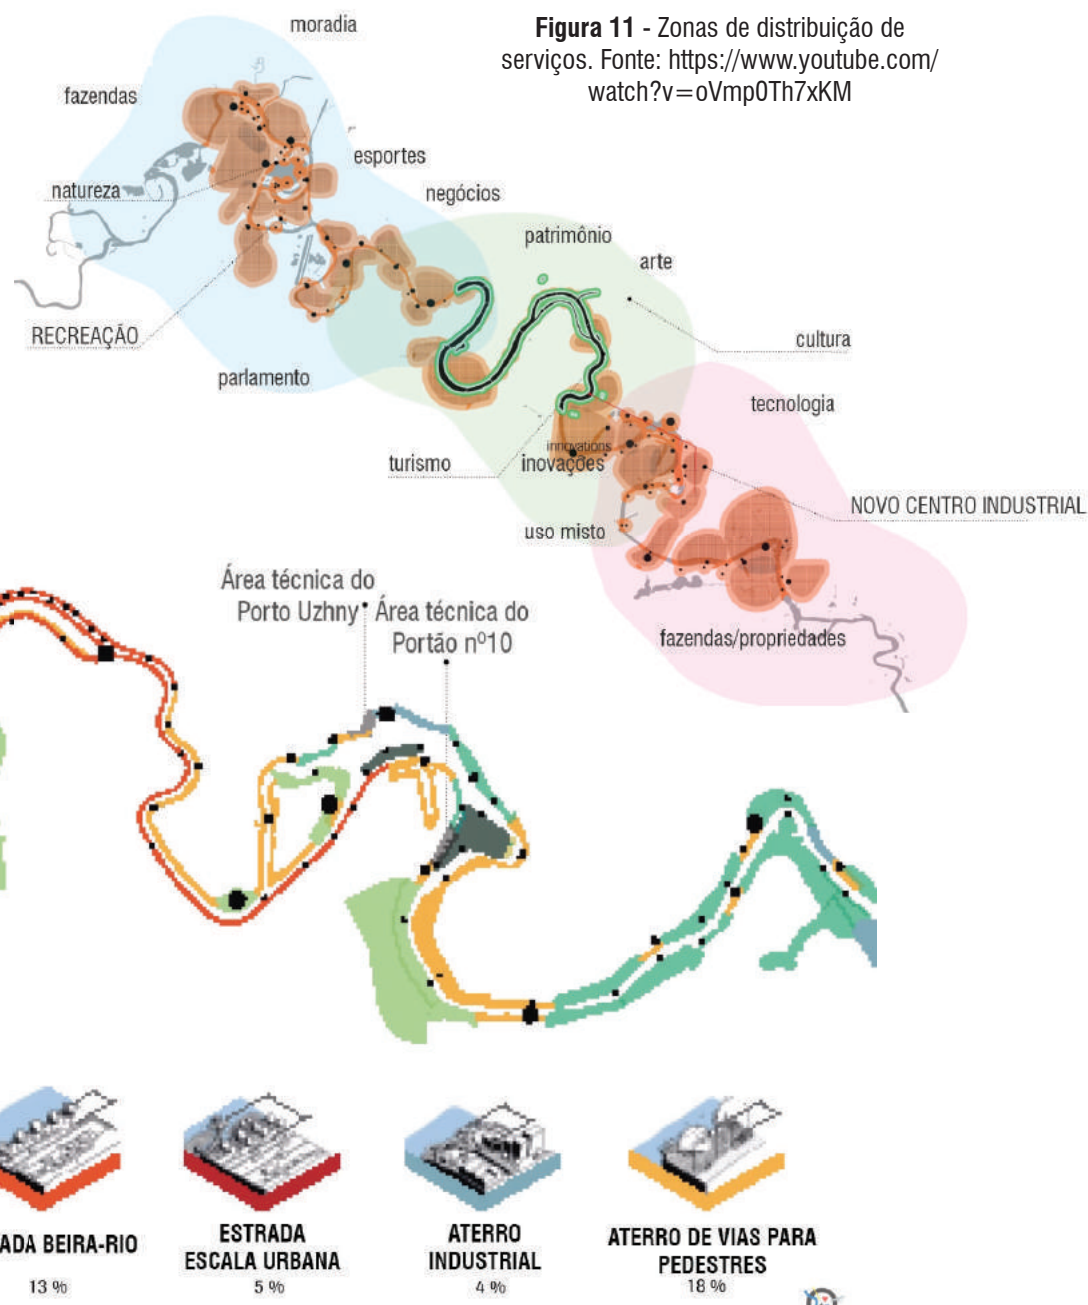 Figura 11 - Zonas de distribuição de
serviços. Fonte: https://www.youtube.com/
watch?v=oVmp0Th7xKM
moradia
fazendas
esportes
natureza
negócios
patrimônio
arte
RECREAÇÃO
cultura
parlamento
tecnologia
innovations
turismo
inovações
NOVO CENTRO INDUSTRIAL
uso misto
fazendas/propriedades
Área técnica do
Porto Uzhny
Área técnica do
Portão nº10
ADA BEIRA-RIO
13 %
ESTRADA
ESCALA URBANA
5 %
ATERRO
INDUSTRIAL
4 %
ATERRO DE VIAS PARA
PEDESTRES
18 %